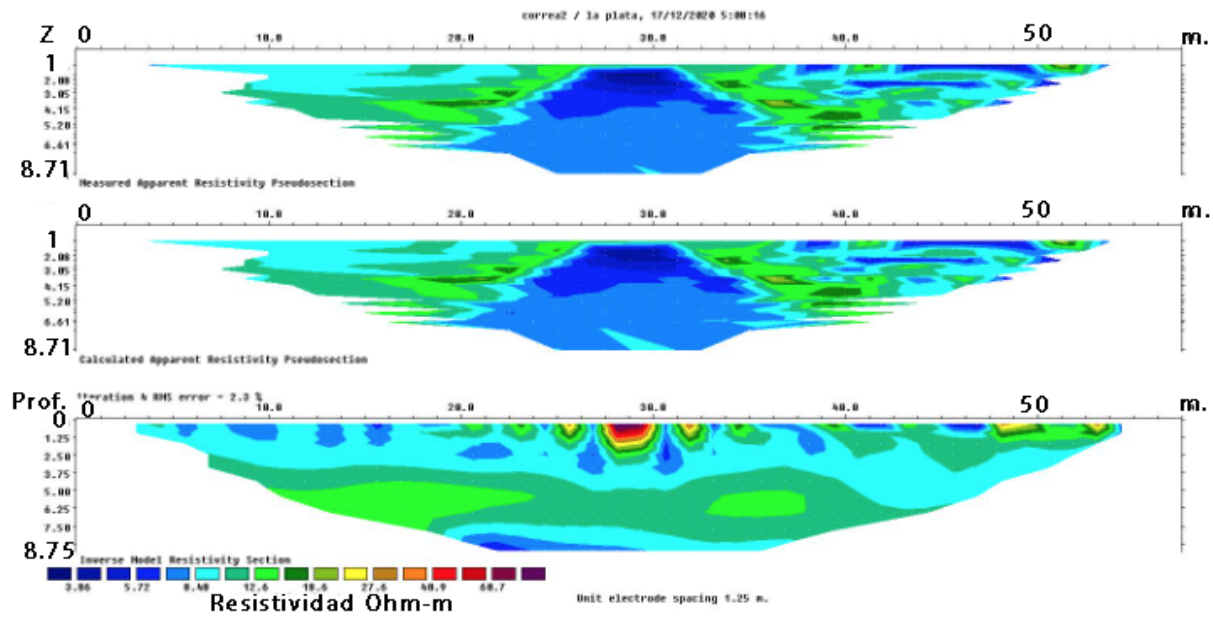 correa2 / la plata, 17/12/2020 5:00:16
Z 0 10.0 20.0 30.0 40.0 50 m.
1
2.08
3.05
4.15
5.28
6.61
8.71
Measured Apparent Resistivity Pseudosection
0 10.0 20.0 30.0 40.0 50 m.
1
2.08
3.05
4.15
5.28
6.61
8.71
Calculated Apparent Resistivity Pseudosection
Prof. Iteration 4 RMS error = 2.3 %
0 10.0 20.0 30.0 40.0 50 m.
0
1.25
2.50
3.75
5.00
6.25
7.50
8.75
Inverse Model Resistivity Section
3.86 5.72 8.48 12.6 18.6 27.6 40.9 60.7
Resistividad Ohm-m
Unit electrode spacing 1.25 m.